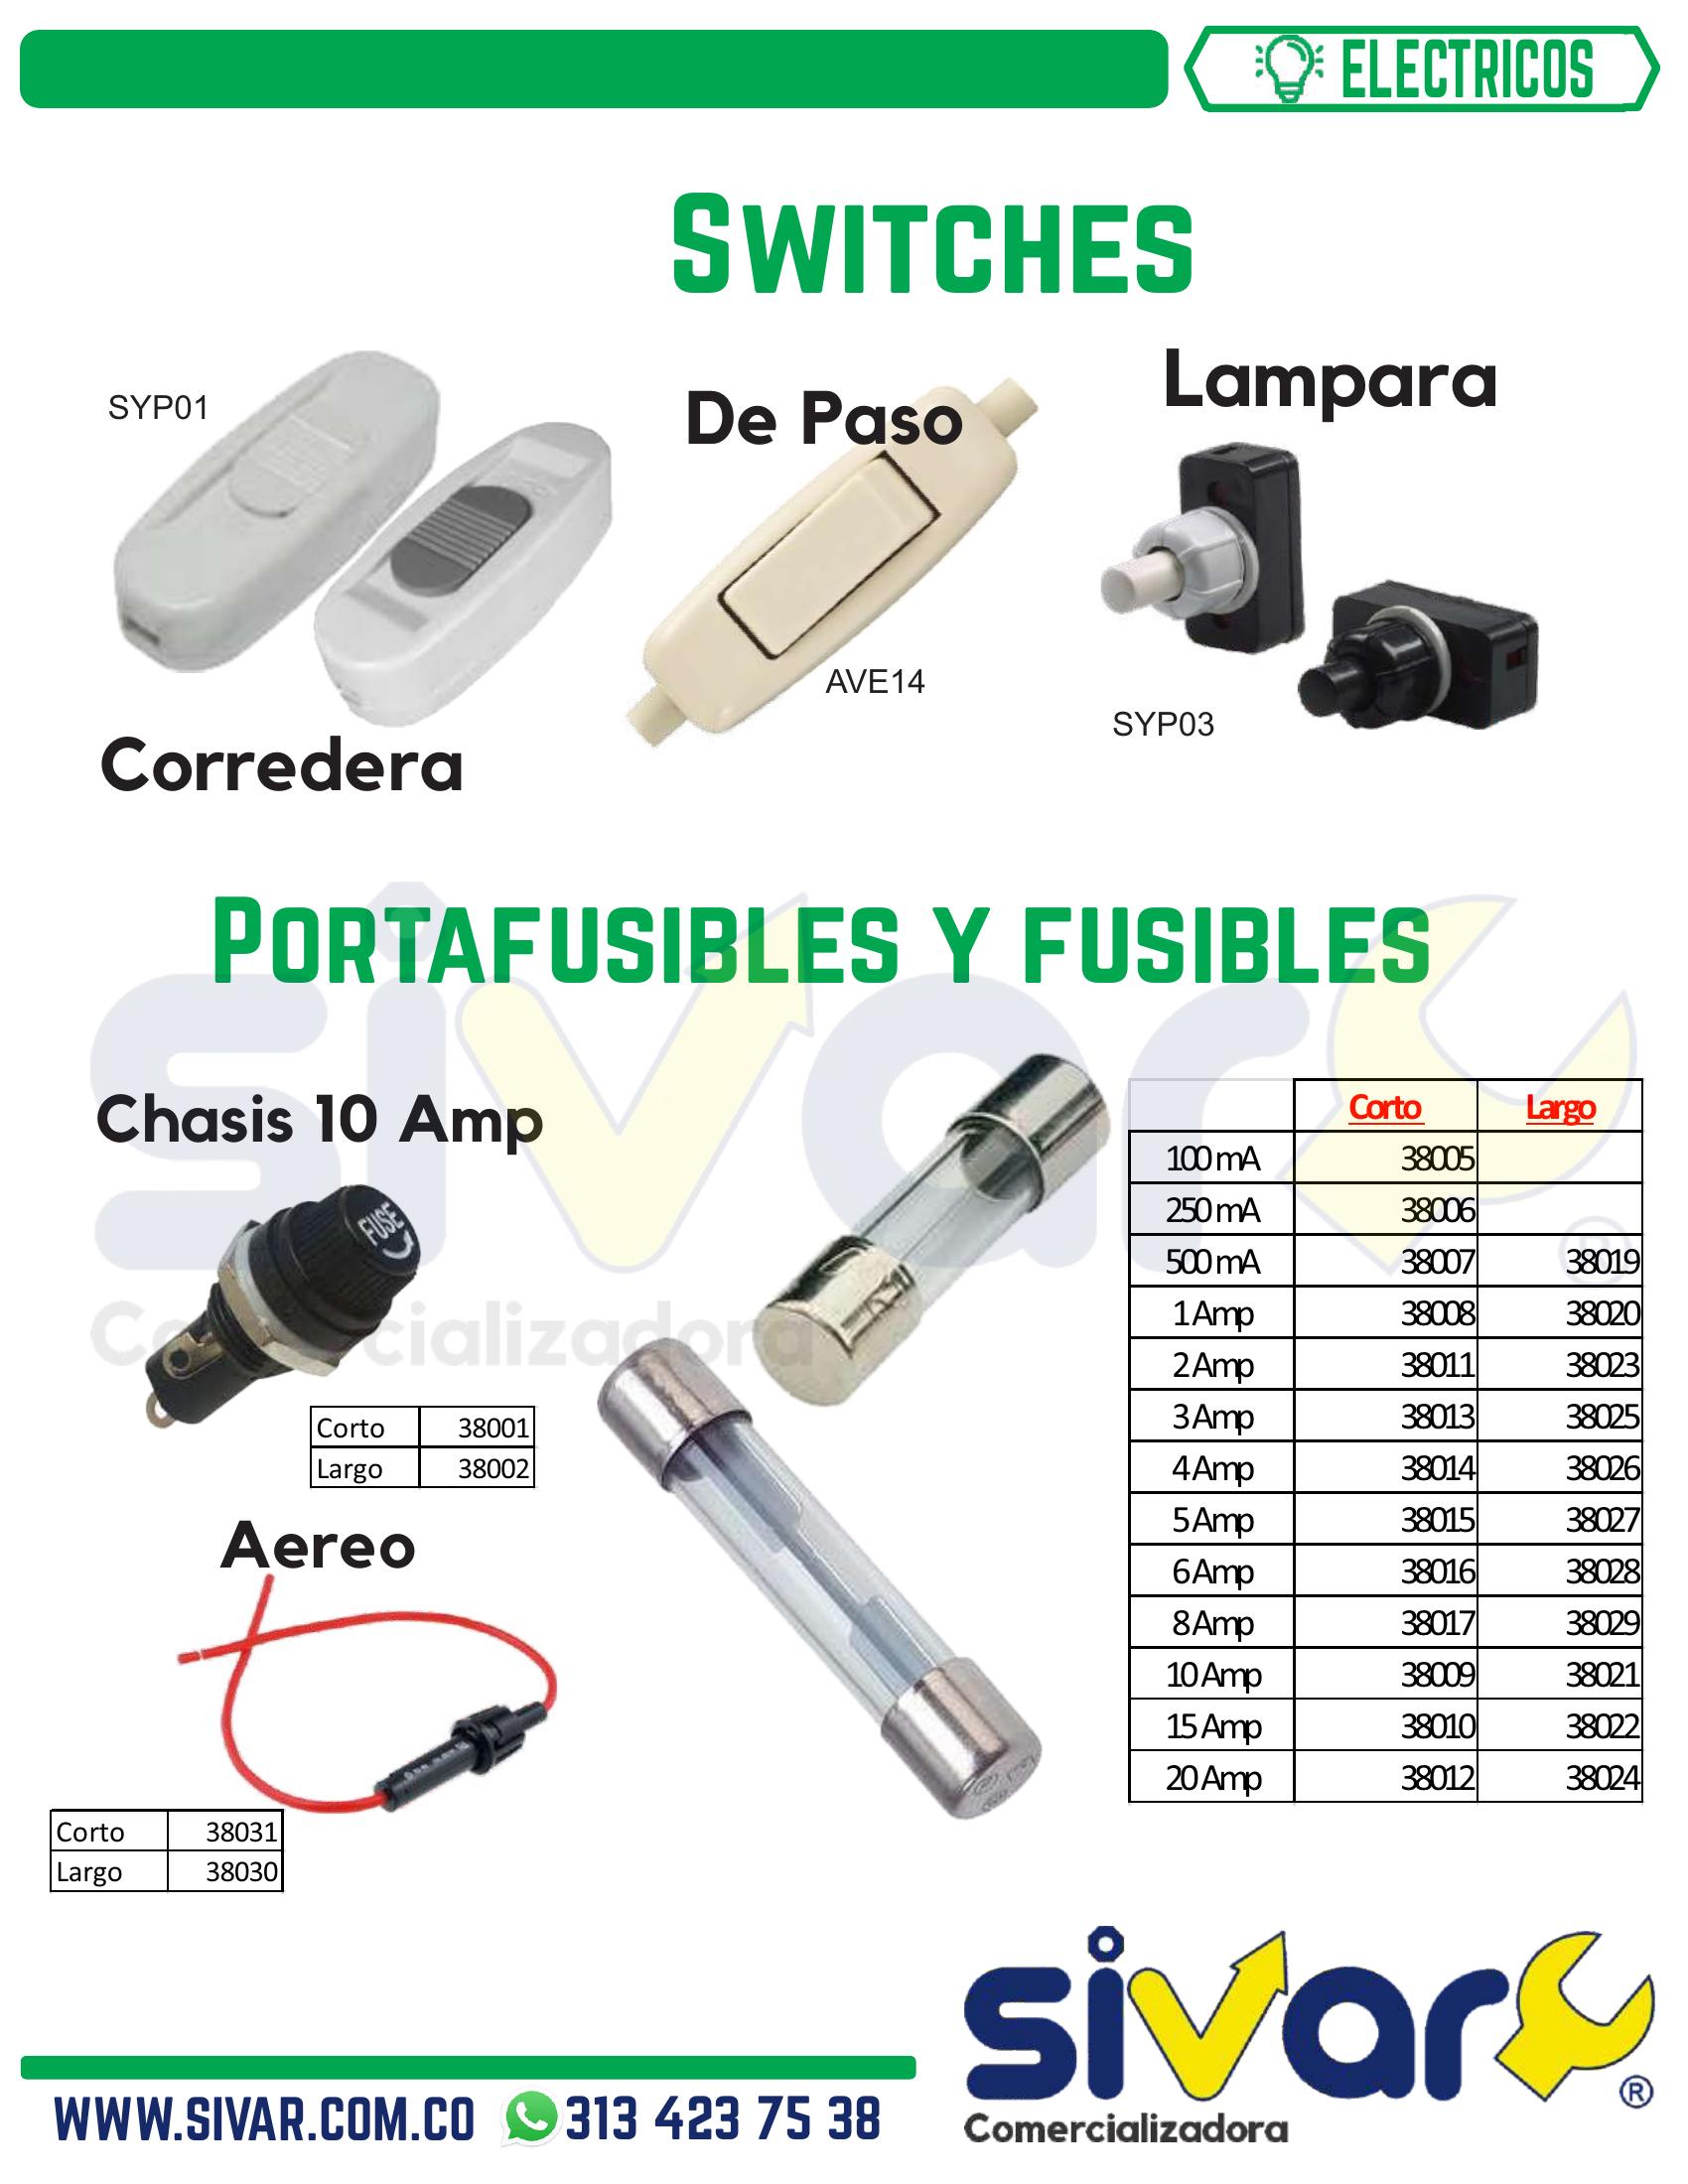 ELECTRICOS
SWITCHES
SYP01
De Paso
Lampara
AVE14
SYP03
Corredera
PORTAFUSIBLES Y FUSIBLES
sivar
Comercializadora
®
Chasis 10 Amp
FUSE
Corto 38001
Largo 38002
Aereo
Corto 38031
Largo 38030
Corto Largo
100 mA 38005
250 mA 38006
500 mA 38007 38019
1 Amp 38008 38020
2 Amp 38011 38023
3 Amp 38013 38025
4 Amp 38014 38026
5 Amp 38015 38027
6 Amp 38016 38028
8 Amp 38017 38029
10 Amp 38009 38021
15 Amp 38010 38022
20 Amp 38012 38024
WWW.SIVAR.COM.CO 313 423 75 38
sivar
®
Comercializadora